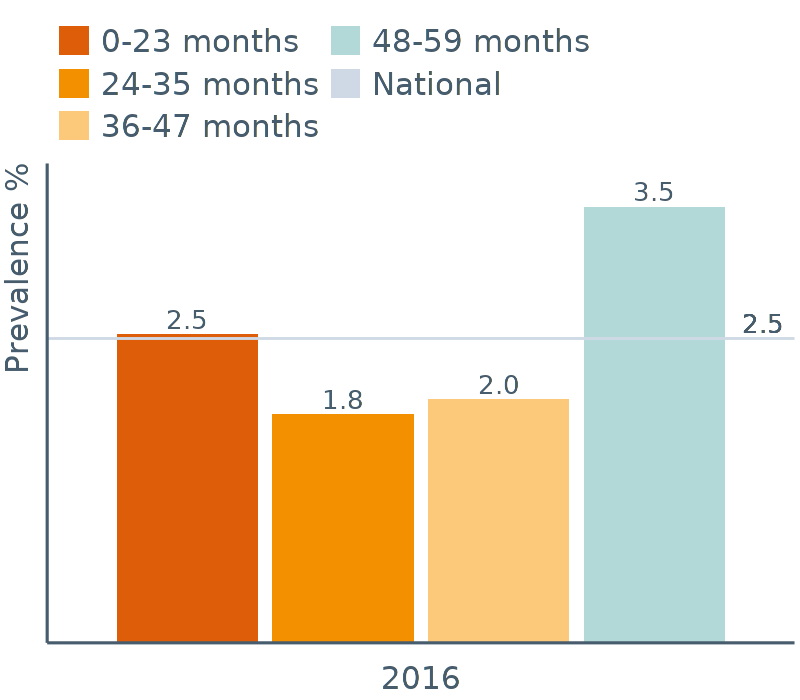 0-23 months
24-35 months
36-47 months
48-59 months
National
Prevalence %
2.5
1.8
2.0
3.5
2.5
2016